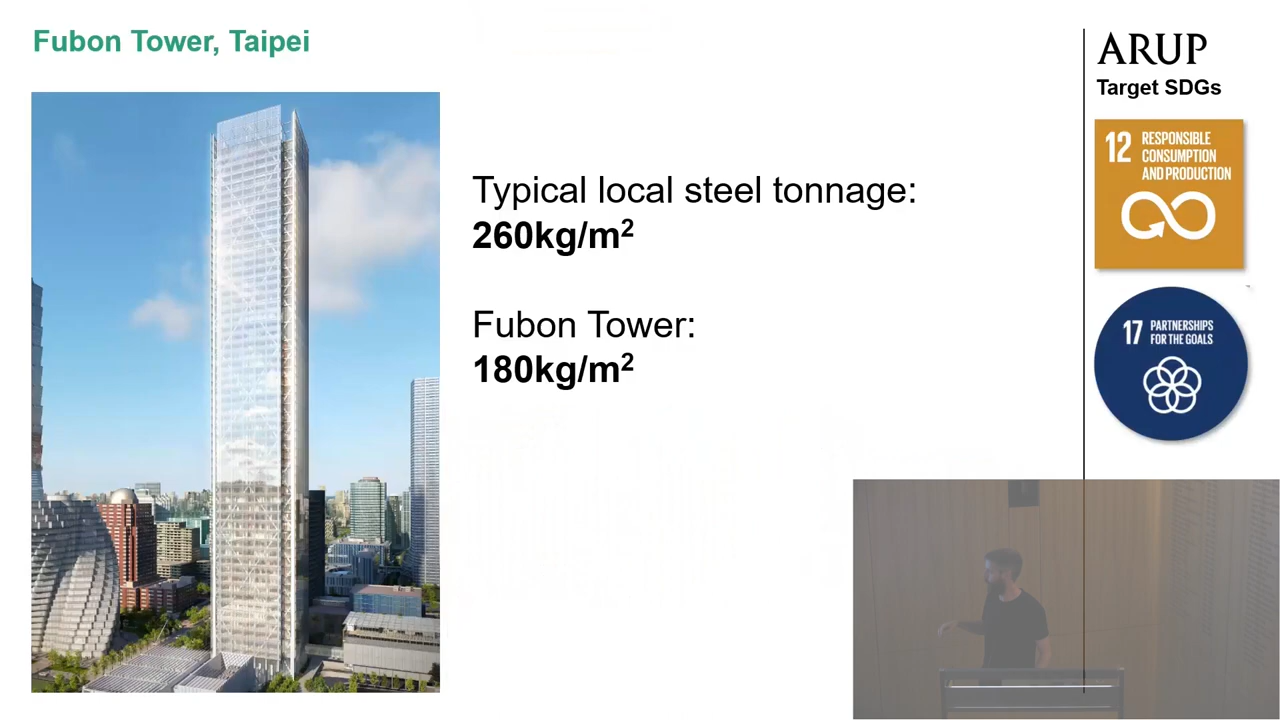 Fubon Tower, Taipei
Typical local steel tonnage:
260kg/m²
Fubon Tower:
180kg/m²
ARUP
Target SDGs
12 RESPONSIBLE
CONSUMPTION
AND PRODUCTION
17 PARTNERSHIPS
FOR THE GOALS